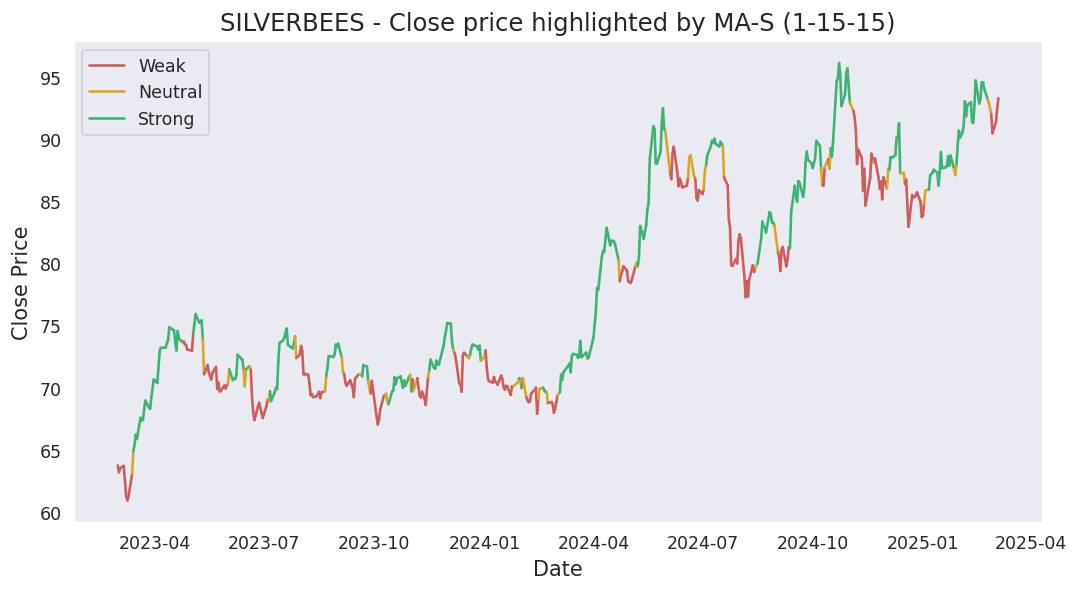 SILVERBEES - Close price highlighted by MA-S (1-15-15)
Weak
Neutral
Strong
Close Price
95
90
85
80
75
70
65
60
2023-04 2023-07 2023-10 2024-01 2024-04 2024-07 2024-10 2025-01 2025-04
Date